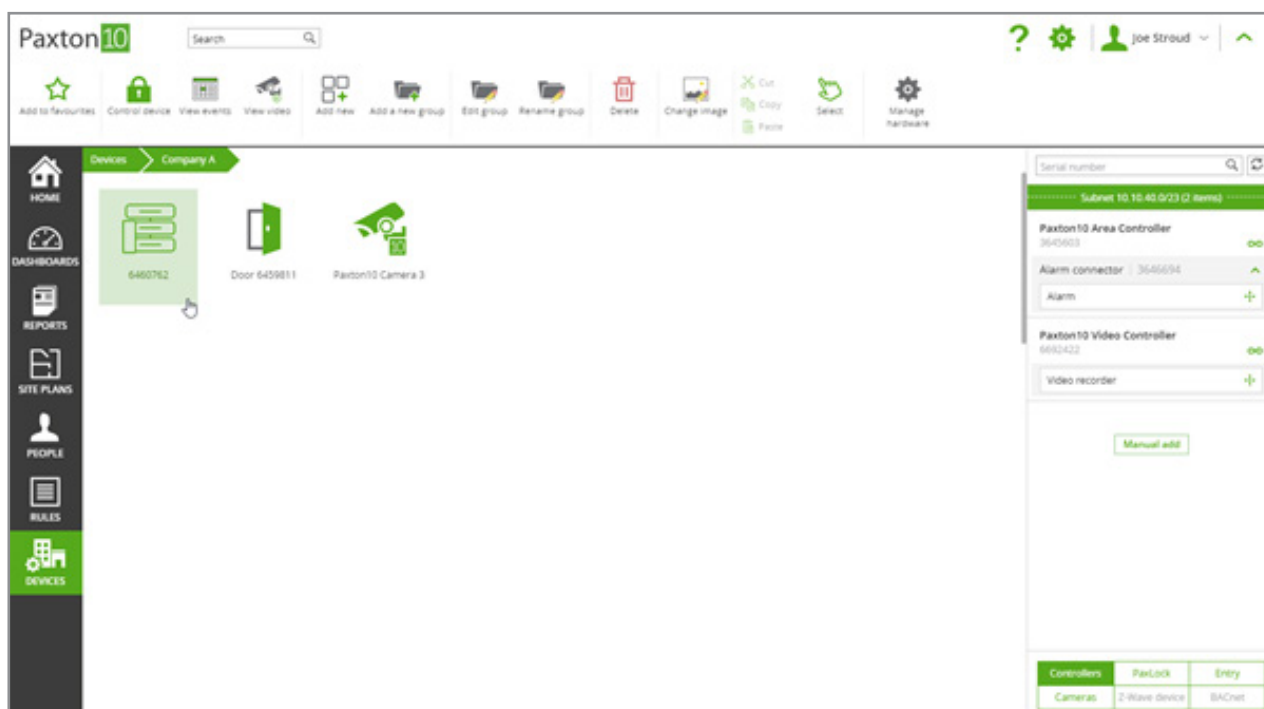 Paxton10
Search
Joe Stroud
Add to favourites
Control device
View events
View video
Add new
Add a new group
Edit group
Rename group
Delete
Change image
Cut
Copy
Paste
Select
Manage
hardware
HOME
DASHBOARDS
REPORTS
SITE PLANS
PEOPLE
RULES
DEVICES
Devices
Company A
6460762
Door 6459811
Paxton10 Camera 3
Serial number
Subnet 10.10.40.0/23 (2 items)
Paxton10 Area Controller
3645603
Alarm connector | 3646694
Alarm
Paxton10 Video Controller
6692422
Video recorder
Manual add
Controllers
PaxLock
Entry
Cameras
Z-Wave device
BACnet